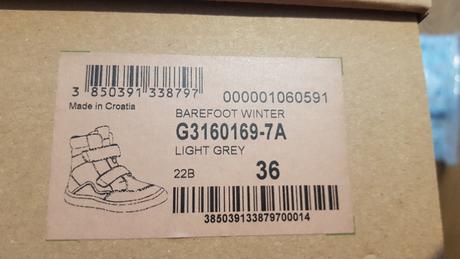 3 850391 338797
000001060591
Made in Croatia
BAREFOOT WINTER
G3160169-7A
LIGHT GREY
22B
36
385039133879700014